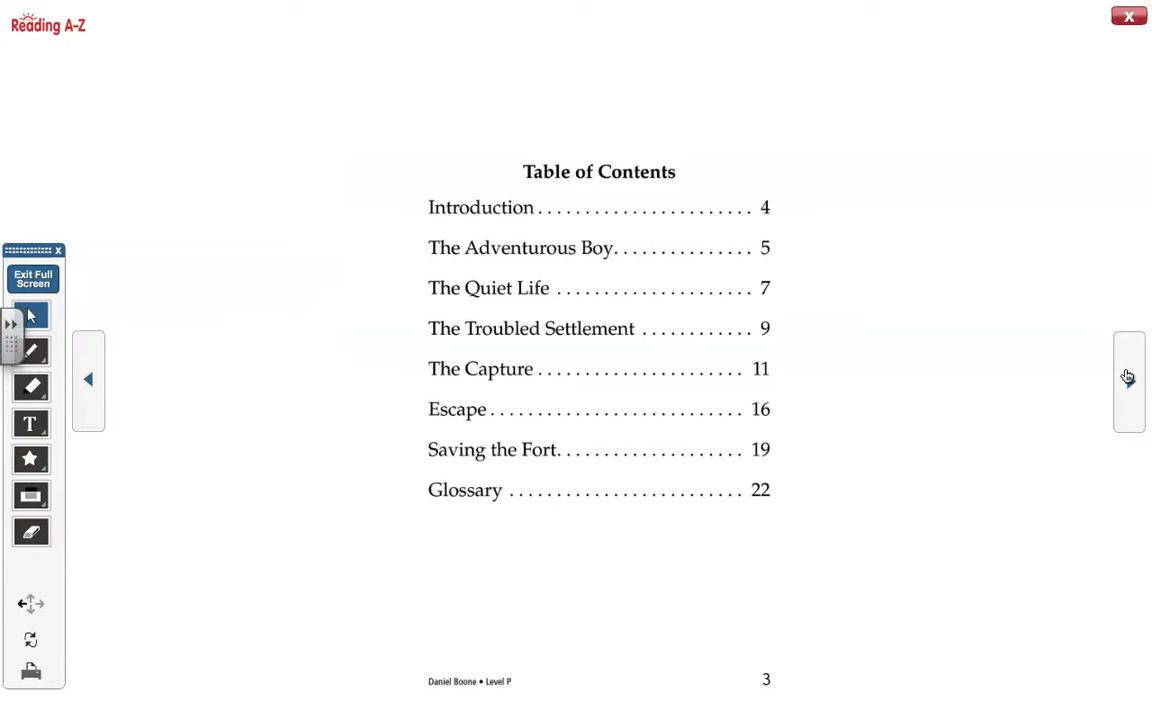 Reading A-Z
X
Table of Contents
Introduction . . . . . . . . . . . . . . . . . . . . . . . 4
The Adventurous Boy. . . . . . . . . . . . . . . 5
The Quiet Life . . . . . . . . . . . . . . . . . . . . . 7
The Troubled Settlement . . . . . . . . . . . . 9
The Capture . . . . . . . . . . . . . . . . . . . . . . 11
Escape . . . . . . . . . . . . . . . . . . . . . . . . . . . 16
Saving the Fort. . . . . . . . . . . . . . . . . . . . 19
Glossary . . . . . . . . . . . . . . . . . . . . . . . . . 22
x
Exit Full
Screen
T
Daniel Boone • Level P
3